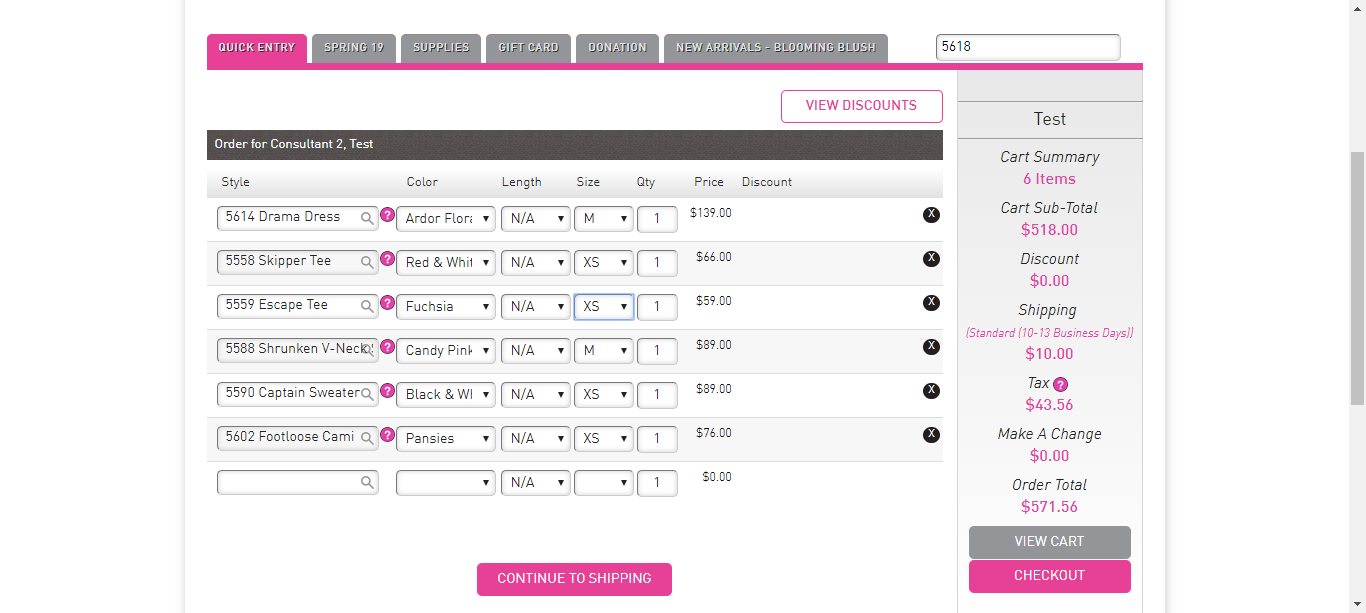 QUICK ENTRY SPRING 19 SUPPLIES GIFT CARD DONATION NEW ARRIVALS - BLOOMING BLUSH 5618
VIEW DISCOUNTS
Order for Consultant 2, Test
Style Color Length Size Qty Price Discount
5614 Drama Dress ? Ardor Flora N/A M 1 $139.00 X
5558 Skipper Tee ? Red & Whit N/A XS 1 $66.00 X
5559 Escape Tee ? Fuchsia N/A XS 1 $59.00 X
5588 Shrunken V-Neck ? Candy Pink N/A M 1 $89.00 X
5590 Captain Sweater ? Black & Wl N/A XS 1 $89.00 X
5602 Footloose Cami ? Pansies N/A XS 1 $76.00 X
N/A 1 $0.00
CONTINUE TO SHIPPING
Test
Cart Summary
6 Items
Cart Sub-Total
$518.00
Discount
$0.00
Shipping
(Standard (10-13 Business Days))
$10.00
Tax ?
$43.56
Make A Change
$0.00
Order Total
$571.56
VIEW CART
CHECKOUT